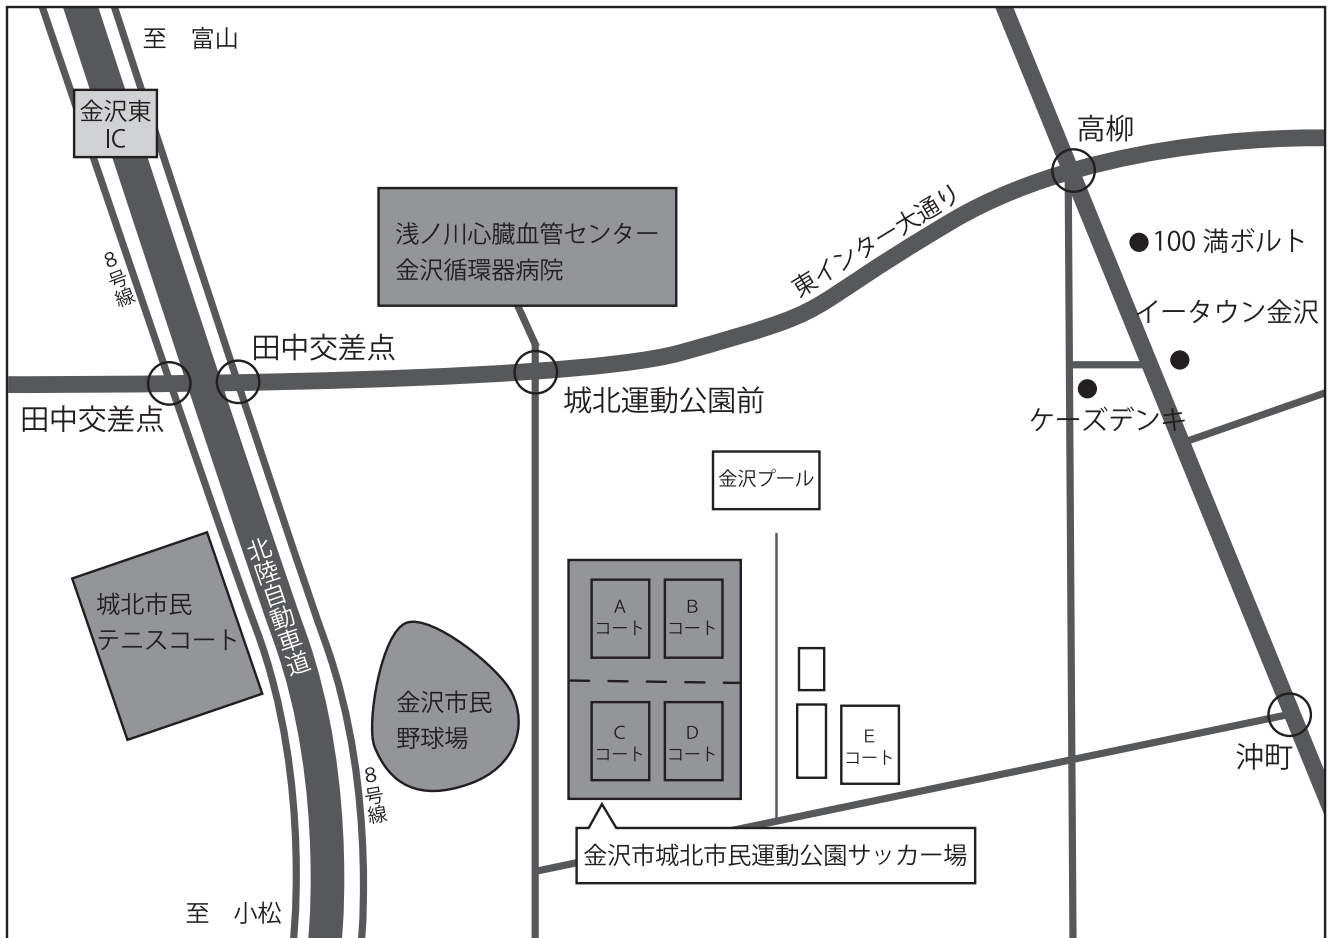 至　富山
金沢東
IC
高柳
浅ノ川心臓血管センター
金沢循環器病院
東インター大通り
●100 満ボルト
8号線
イータウン金沢
田中交差点
田中交差点
城北運動公園前
ケーズデンキ
金沢プール
北陸自動車道
城北市民
テニスコート
A
コート
B
コート
金沢市民
野球場
C
コート
D
コート
E
コート
沖町
8号線
金沢市城北市民運動公園サッカー場
至　小松